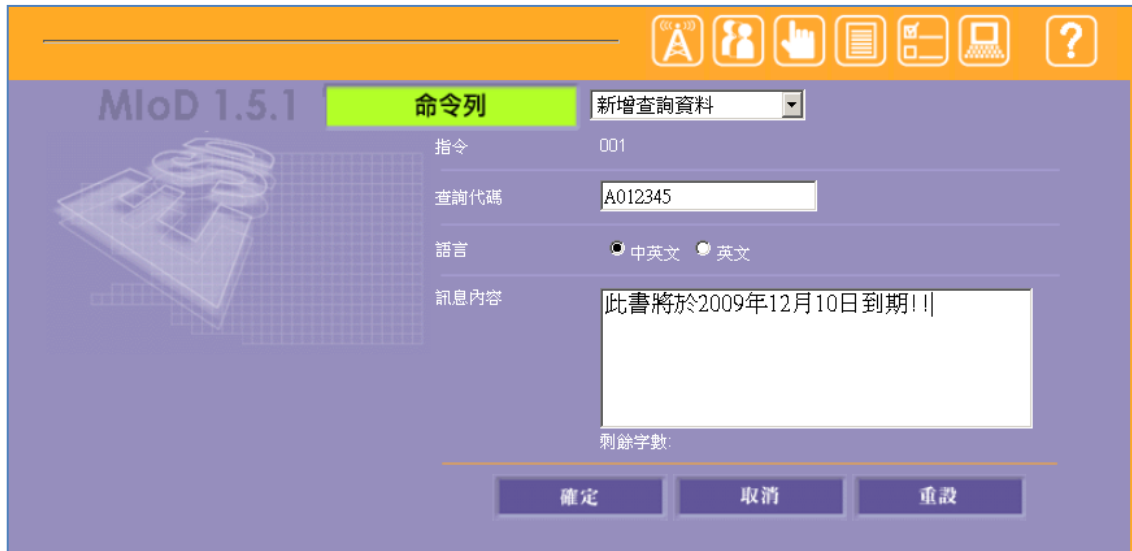 MIoD 1.5.1
命令列 新增查詢資料
指令 001
查詢代碼 A012345
語言 中英文 英文
訊息內容 此書將於2009年12月10日到期!!
剩餘字數:
確定 取消 重設
?